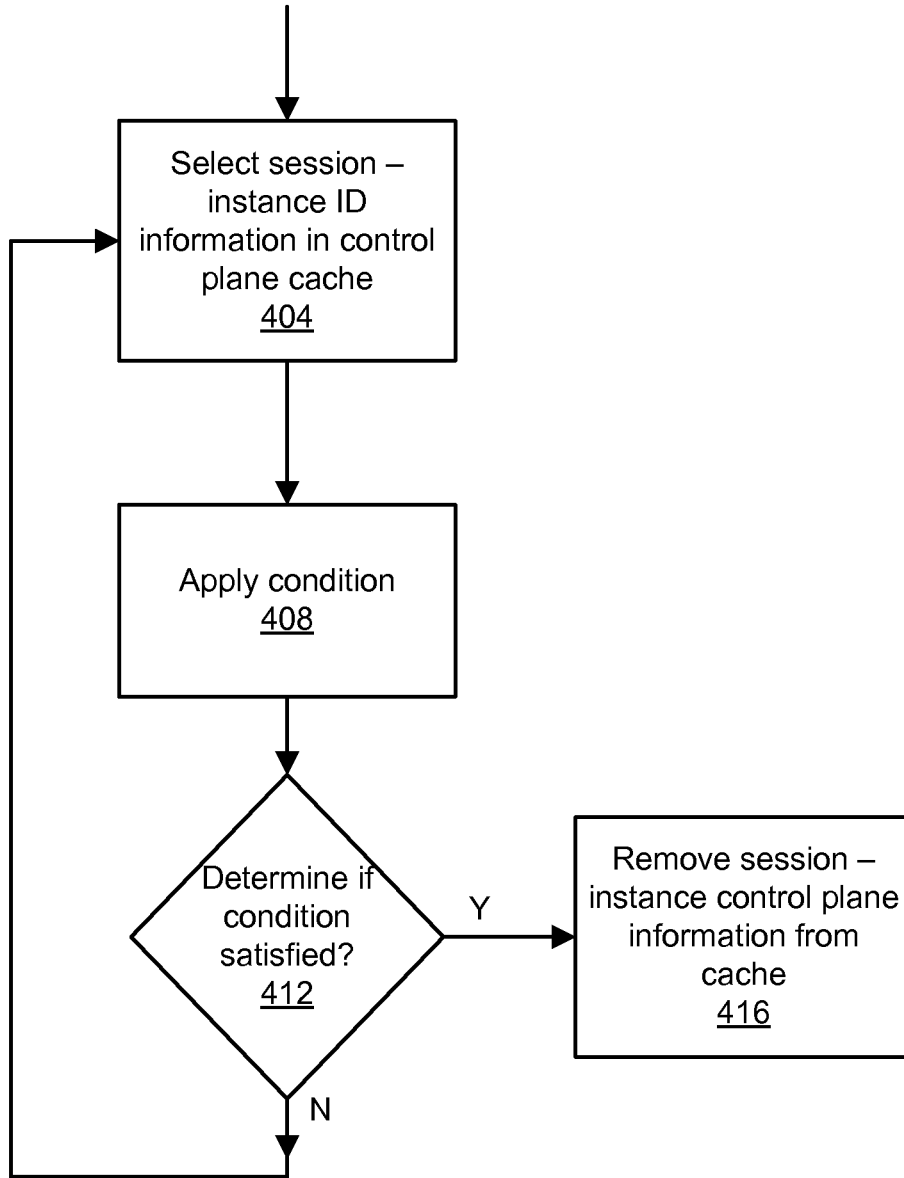 Select session –
instance ID
information in control
plane cache
404
Apply condition
408
Determine if
condition
satisfied?
412
Y
Remove session –
instance control plane
information from
cache
416
N